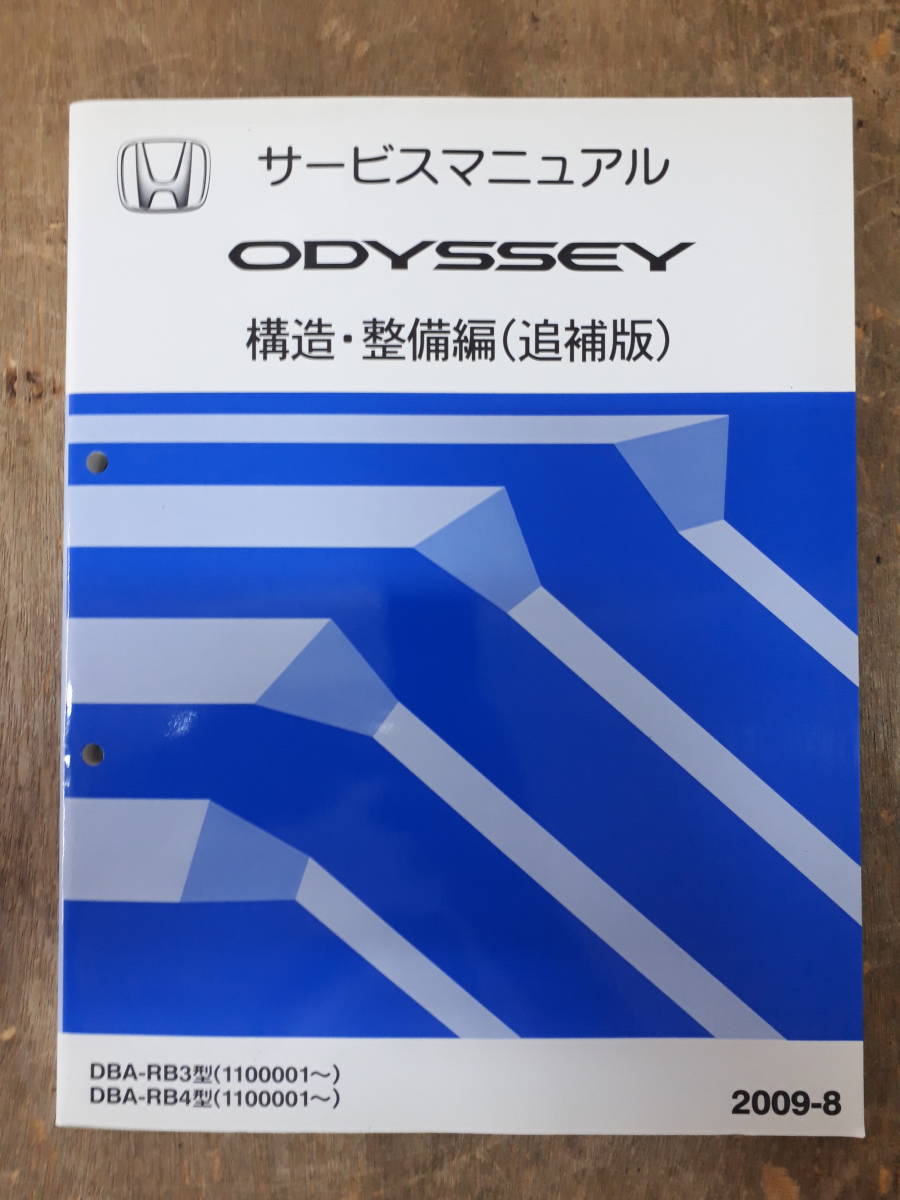 サービスマニュアル
ODYSSEY
構造・整備編(追補版)
DBA-RB3型(1100001〜)
DBA-RB4型(1100001〜)
2009-8